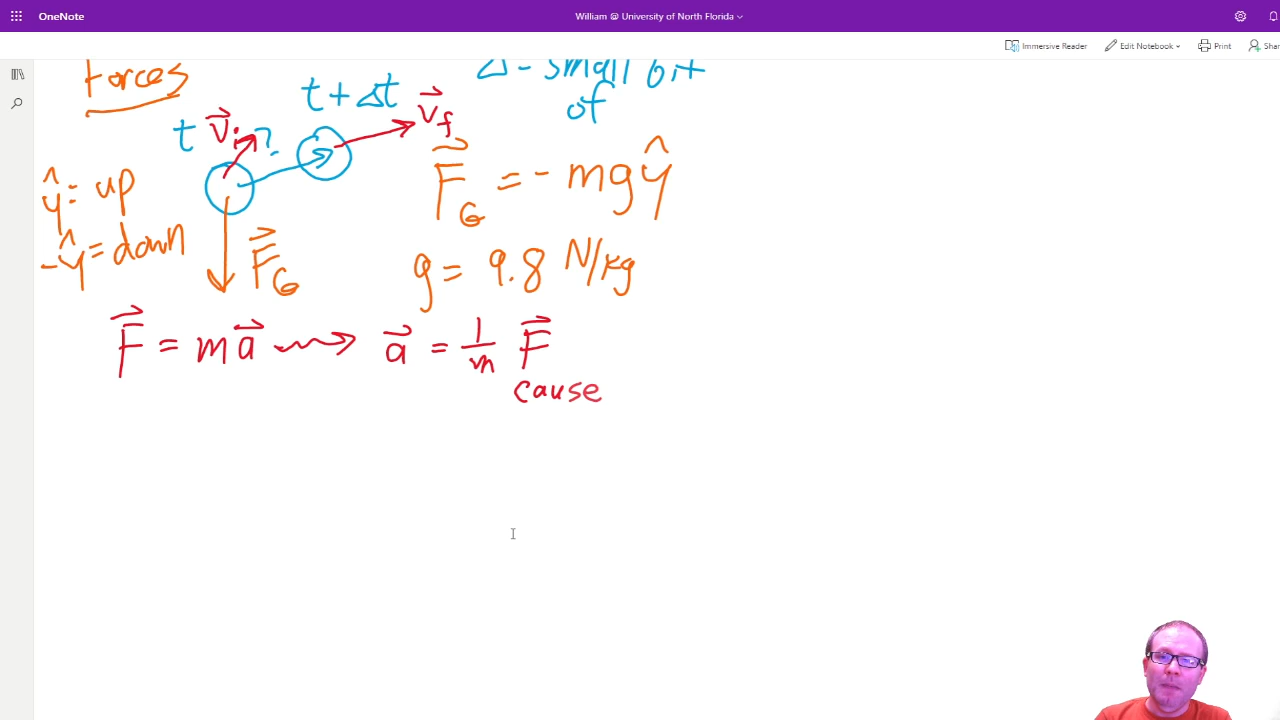 OneNote
William @ University of North Florida
Immersive Reader
Edit Notebook
Print
Shar
Forces
Δ - small bit
of
t
t + Δt
v⃗i
?
v⃗f
ŷ = up
-ŷ = down
F⃗G
F⃗G = - mgŷ
g = 9.8 N/kg
F⃗ = ma⃗ ⇝ a⃗ = 1/m F⃗
cause